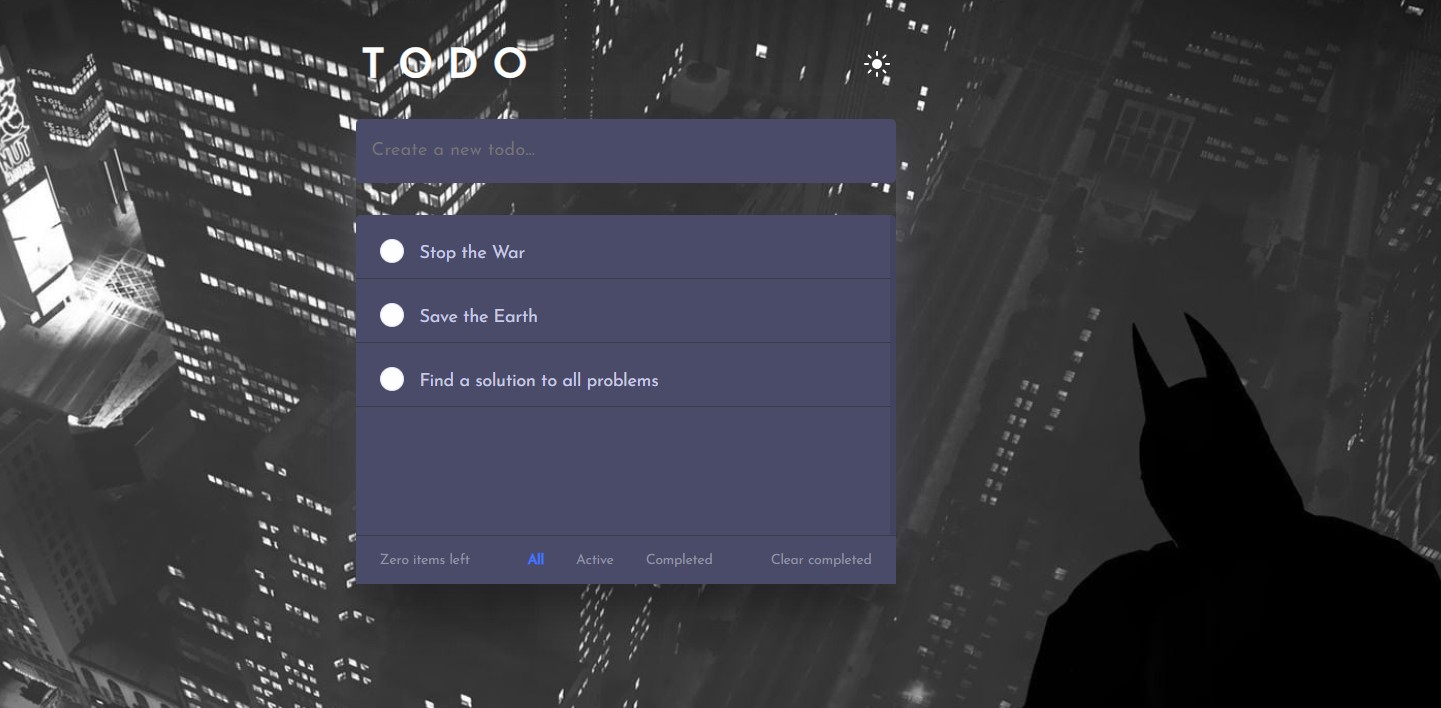 TODO
Create a new todo...
Stop the War
Save the Earth
Find a solution to all problems
Zero items left All Active Completed Clear completed